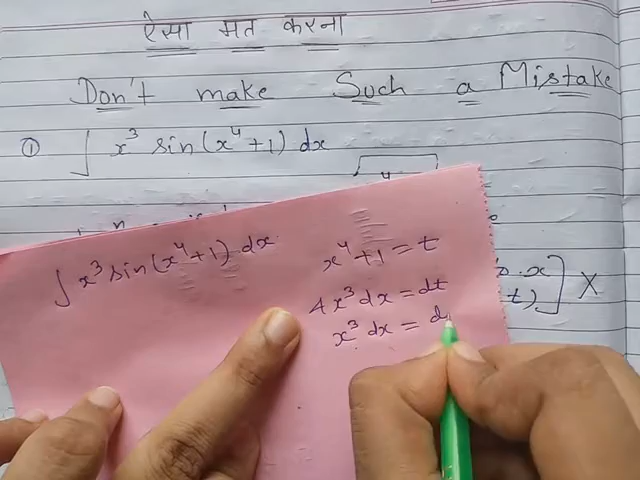 ऐसा मत करना
Don't make Such a Mistake
① ∫ x³ sin(x⁴+1) dx
∫ x³ sin(x⁴+1) dx
x⁴+1 = t
4x³ dx = dt
x³ dx = d
t)] X